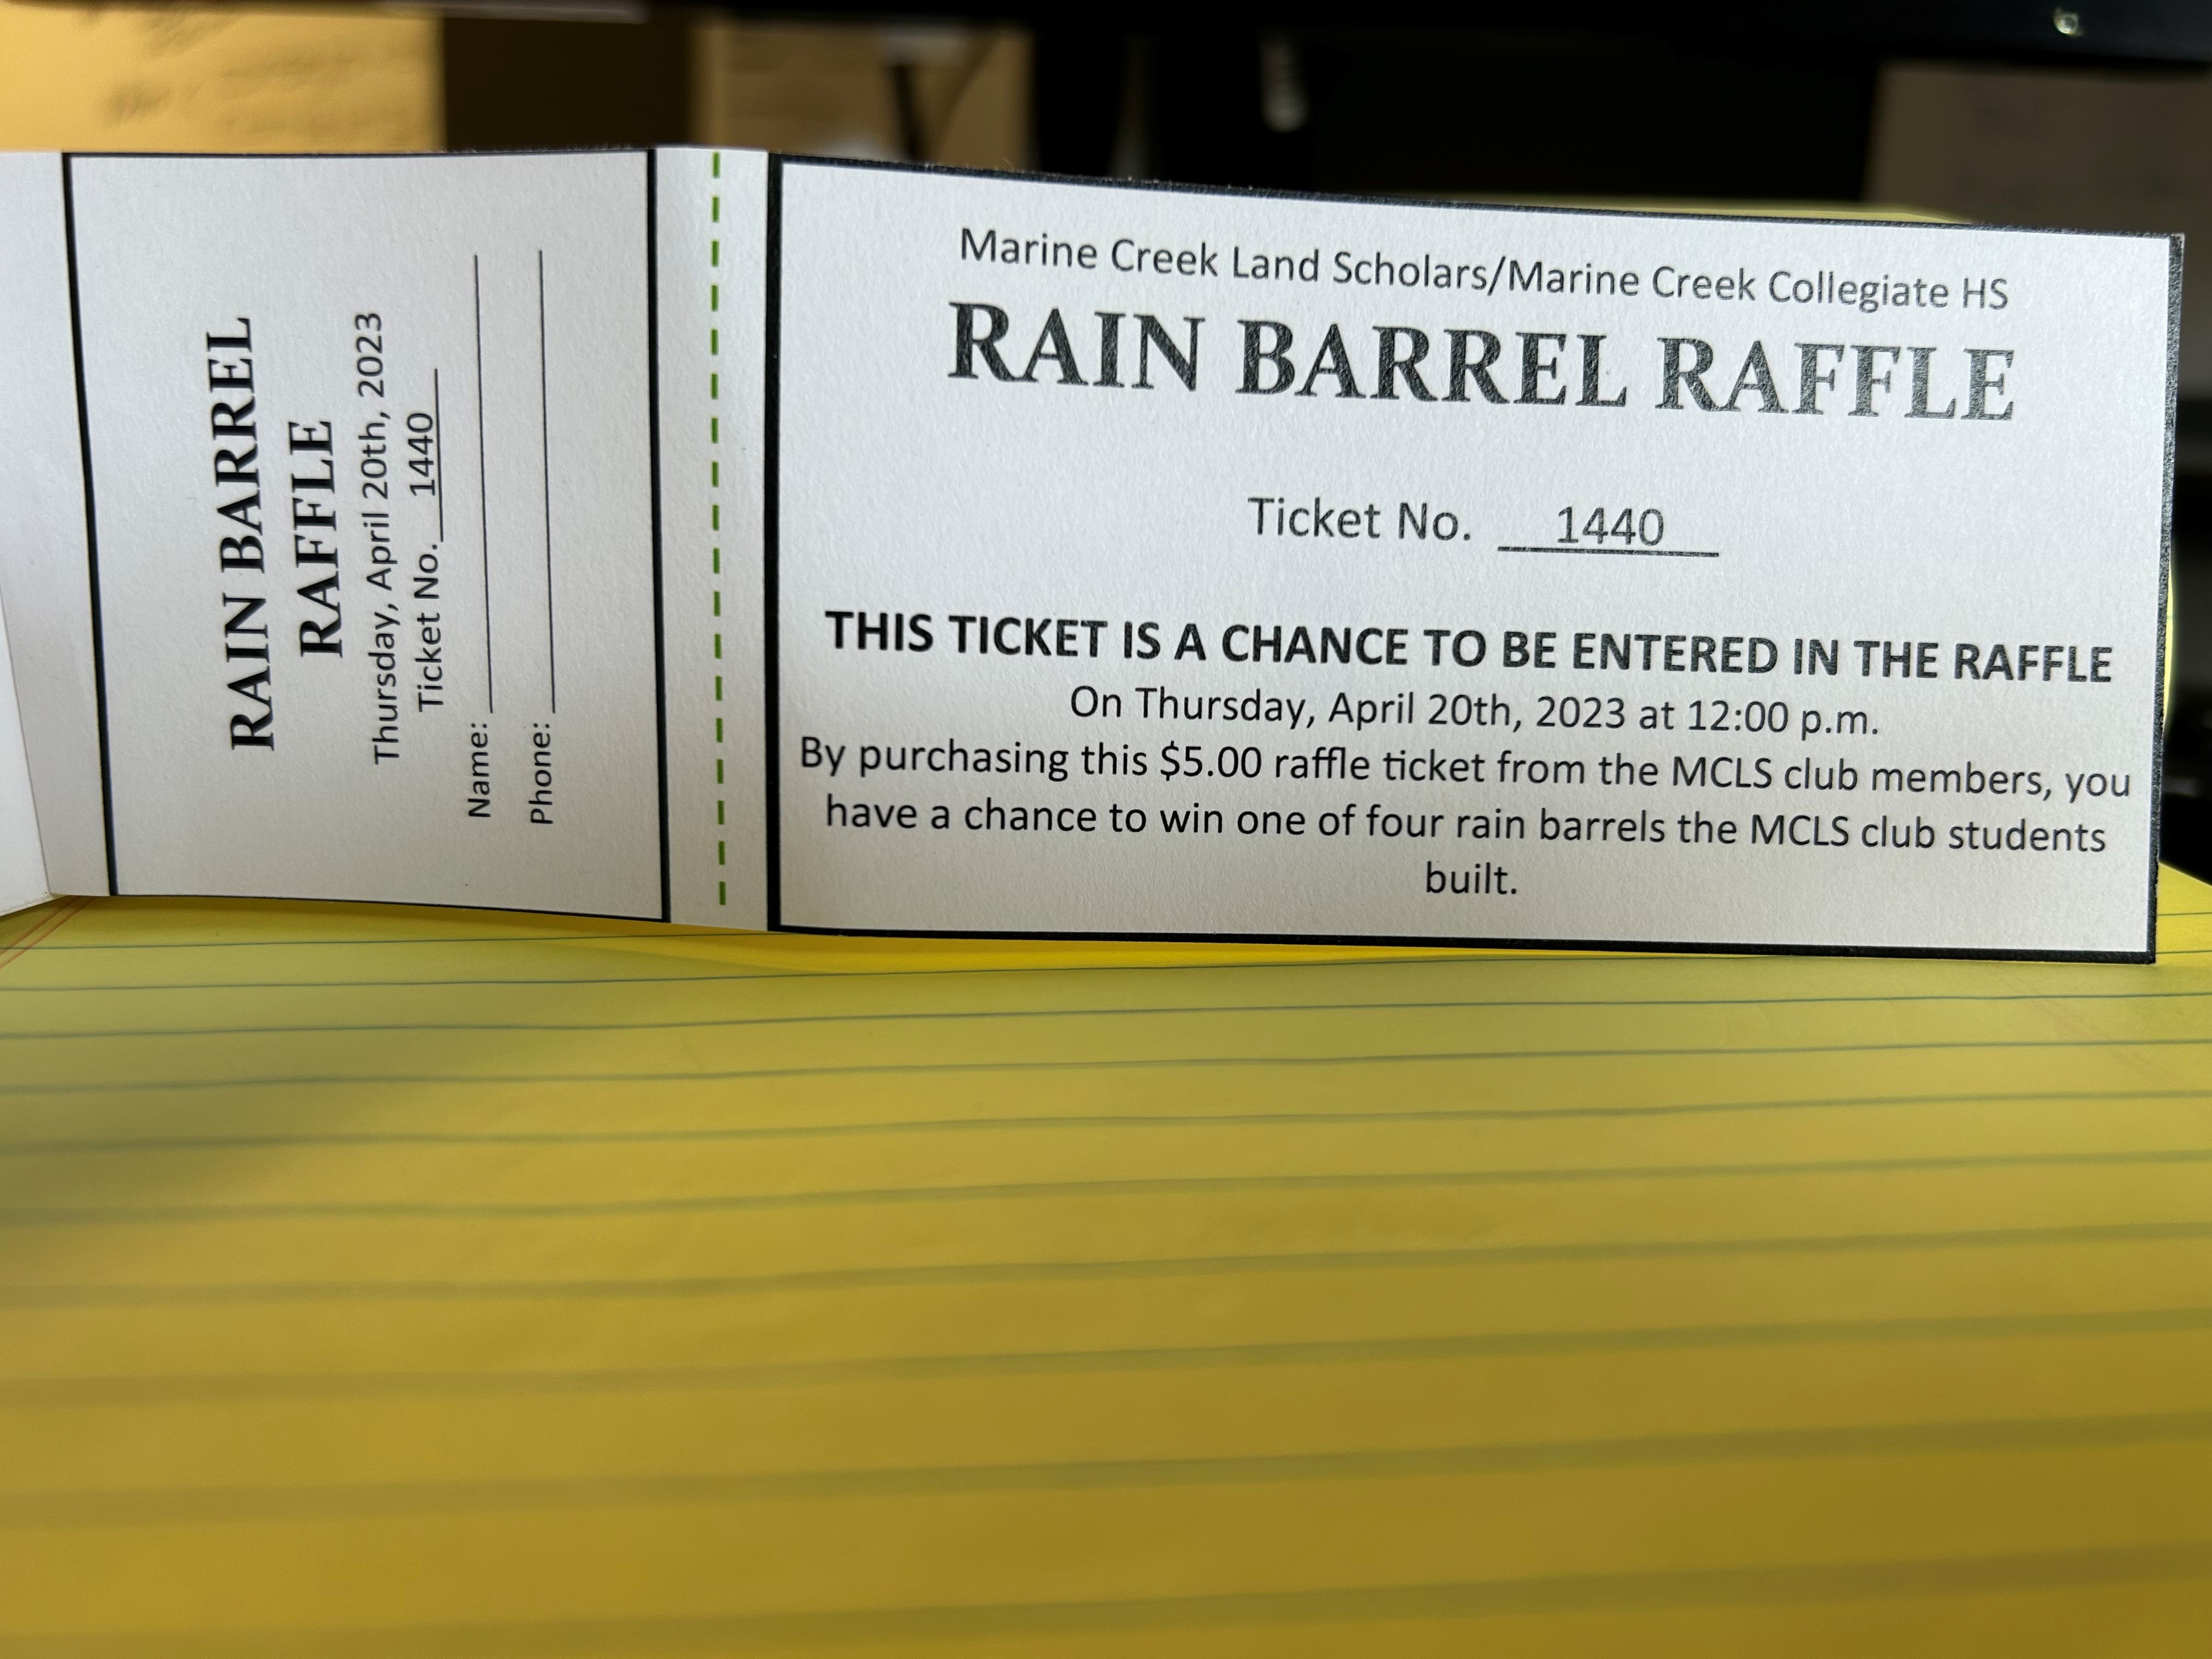 RAIN BARREL
RAFFLE
Thursday, April 20th, 2023
Ticket No. 1440
Name:
Phone:
Marine Creek Land Scholars/Marine Creek Collegiate HS
RAIN BARREL RAFFLE
Ticket No. 1440
THIS TICKET IS A CHANCE TO BE ENTERED IN THE RAFFLE
On Thursday, April 20th, 2023 at 12:00 p.m.
By purchasing this $5.00 raffle ticket from the MCLS club members, you
have a chance to win one of four rain barrels the MCLS club students
built.